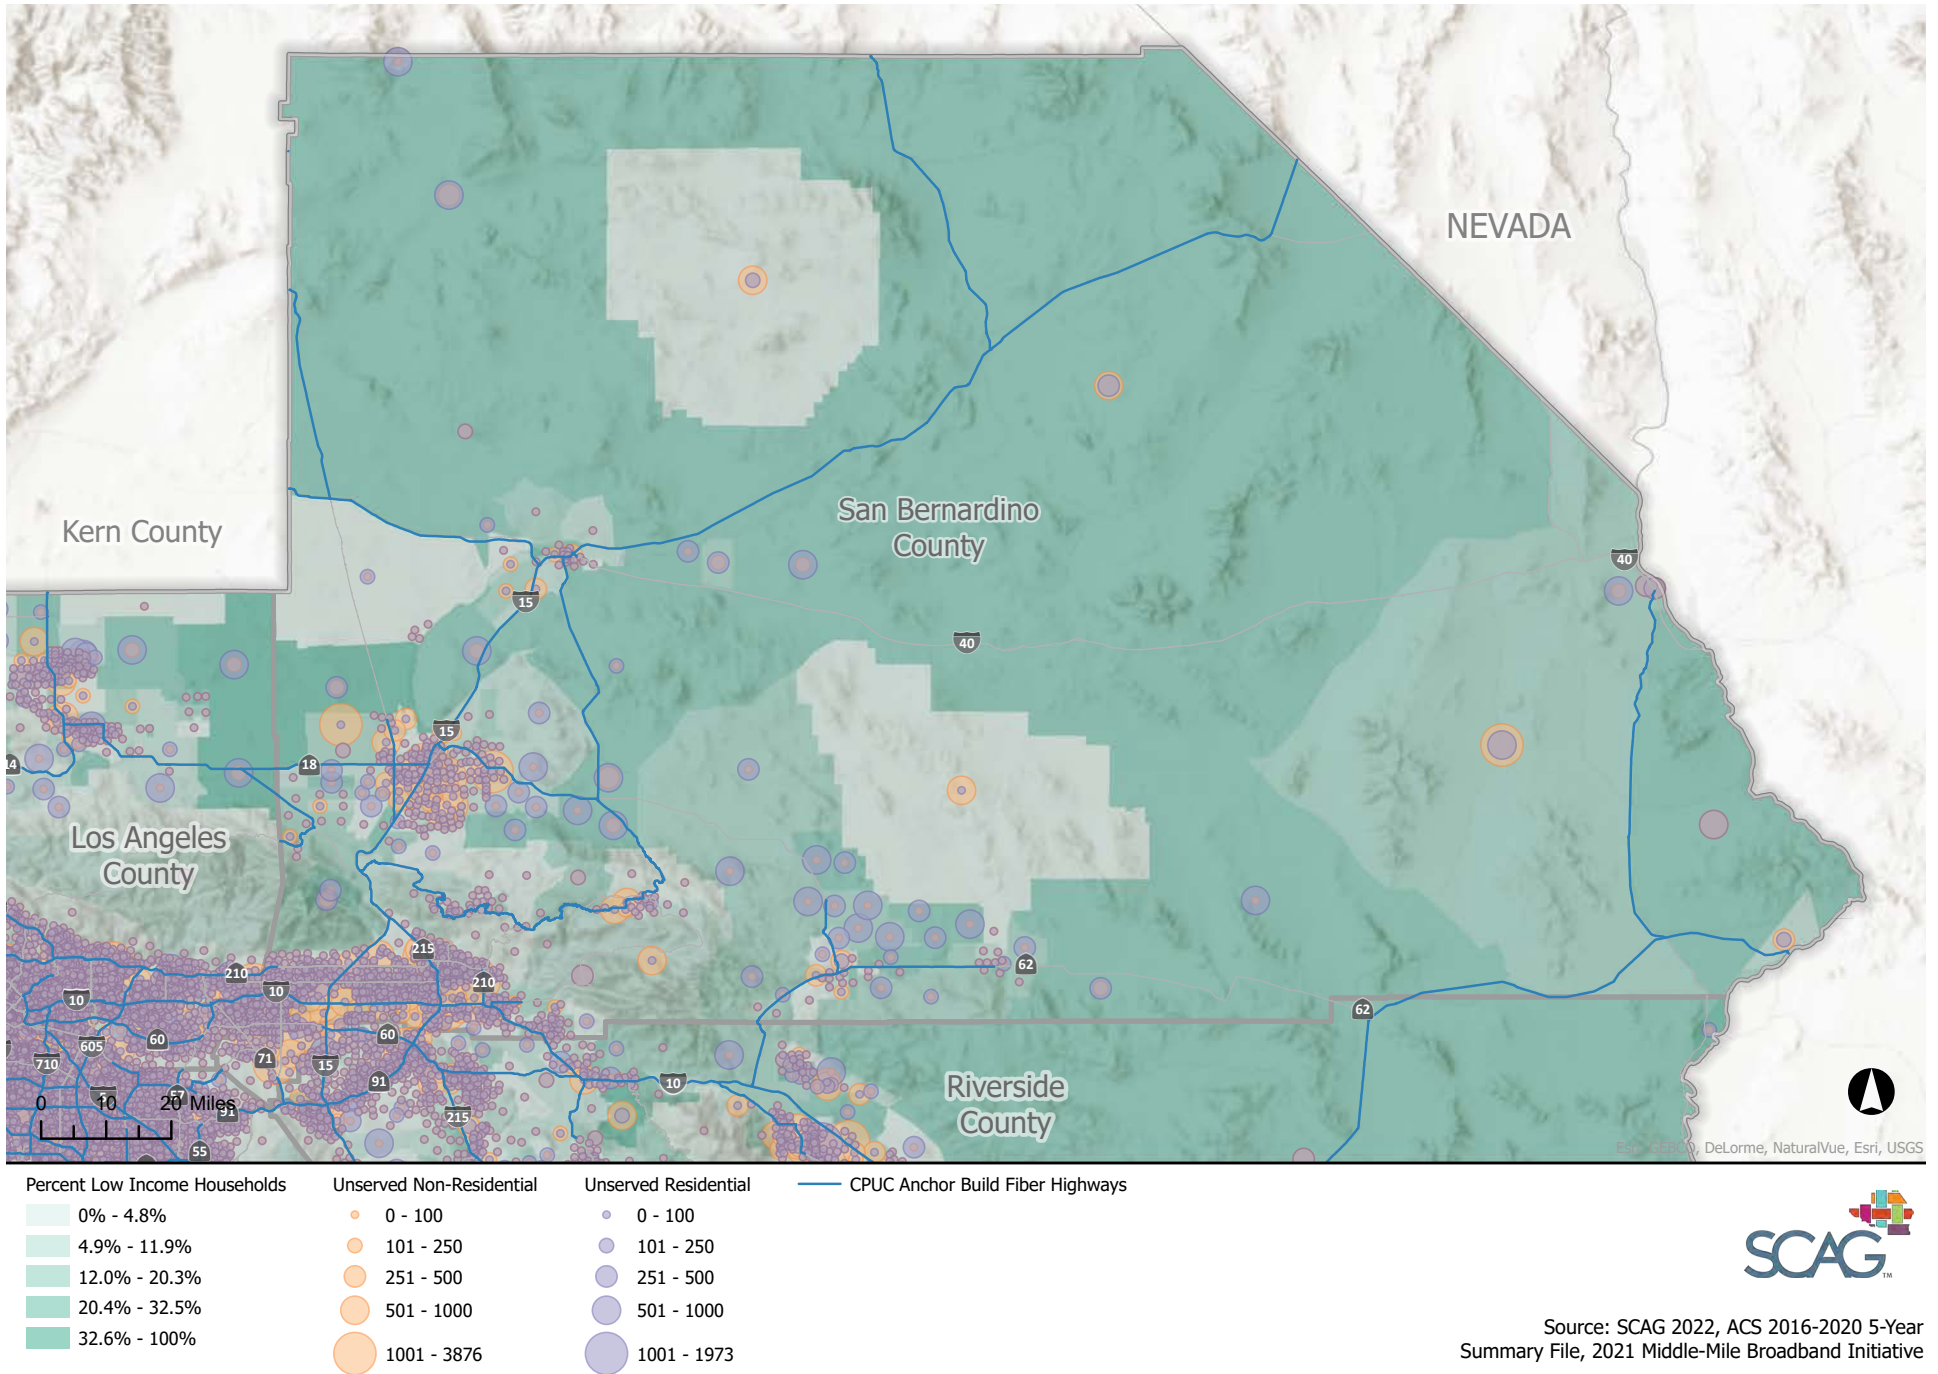 NEVADA
Kern County
San Bernardino
County
40
15
40
15
14
18
Los Angeles
County
215
210
210
10
10
62
62
60
60
605
71
710
15
91
10
Riverside
County
0 10 20 Miles
91
215
55
Esri, GEBCO, DeLorme, NaturalVue, Esri, USGS
Percent Low Income Households
0% - 4.8%
4.9% - 11.9%
12.0% - 20.3%
20.4% - 32.5%
32.6% - 100%
Unserved Non-Residential
0 - 100
101 - 250
251 - 500
501 - 1000
1001 - 3876
Unserved Residential
0 - 100
101 - 250
251 - 500
501 - 1000
1001 - 1973
CPUC Anchor Build Fiber Highways
SCAG™
Source: SCAG 2022, ACS 2016-2020 5-Year
Summary File, 2021 Middle-Mile Broadband Initiative